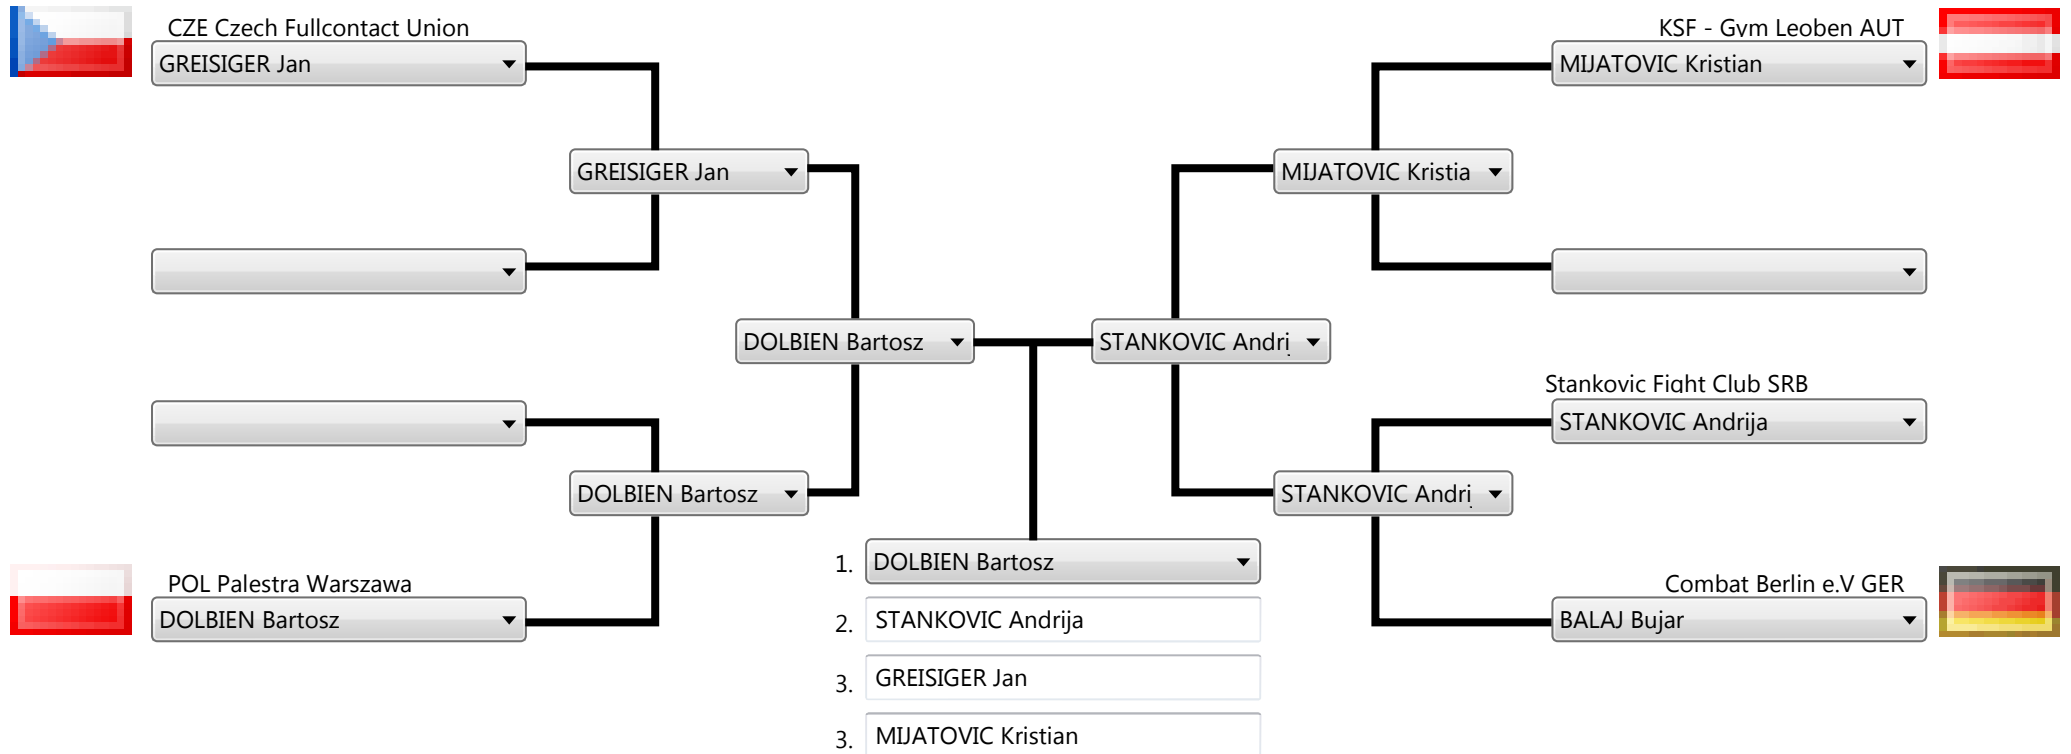 CZE Czech Fullcontact Union
KSF - Gym Leoben AUT
GREISIGER Jan
MIJATOVIC Kristian
GREISIGER Jan
MIJATOVIC Kristia
DOLBIEN Bartosz
STANKOVIC Andrij
Stankovic Fight Club SRB
STANKOVIC Andrija
DOLBIEN Bartosz
STANKOVIC Andrij
1. DOLBIEN Bartosz
POL Palestra Warszawa
Combat Berlin e.V GER
DOLBIEN Bartosz
BALAJ Bujar
2. STANKOVIC Andrija
3. GREISIGER Jan
3. MIJATOVIC Kristian